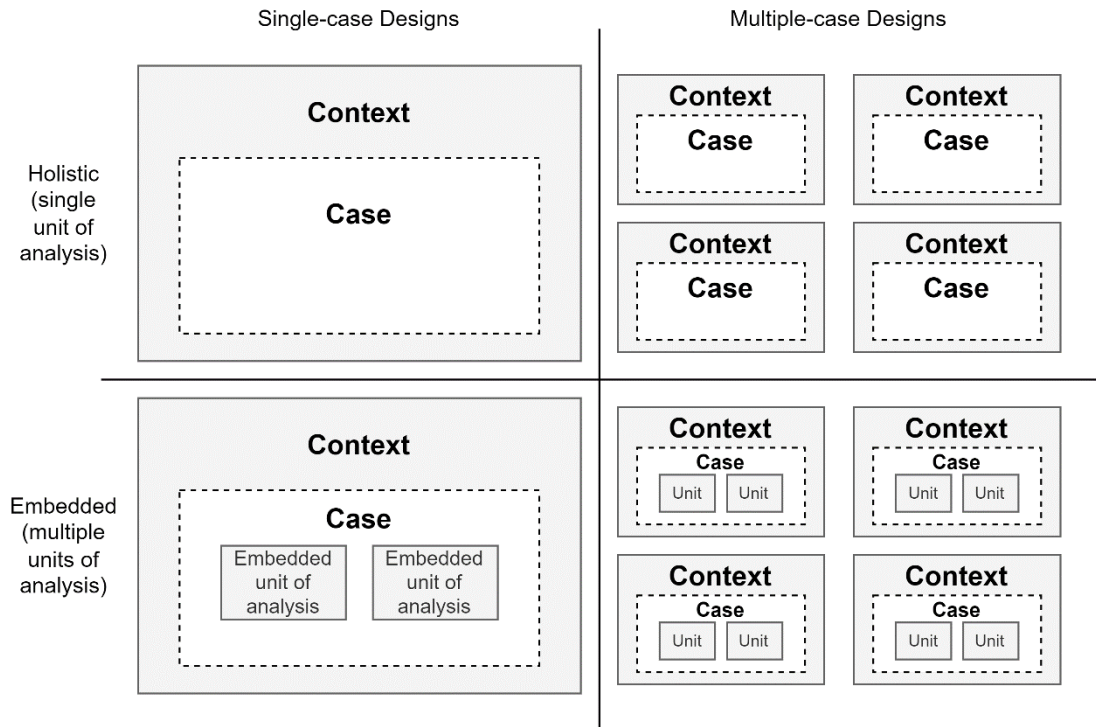 Single-case Designs
Multiple-case Designs
Holistic
(single
unit of
analysis)
Context
Case
Context
Case
Context
Case
Context
Case
Context
Case
Embedded
(multiple
units of
analysis)
Context
Case
Embedded
unit of
analysis
Embedded
unit of
analysis
Context
Case
Unit
Unit
Context
Case
Unit
Unit
Context
Case
Unit
Unit
Context
Case
Unit
Unit